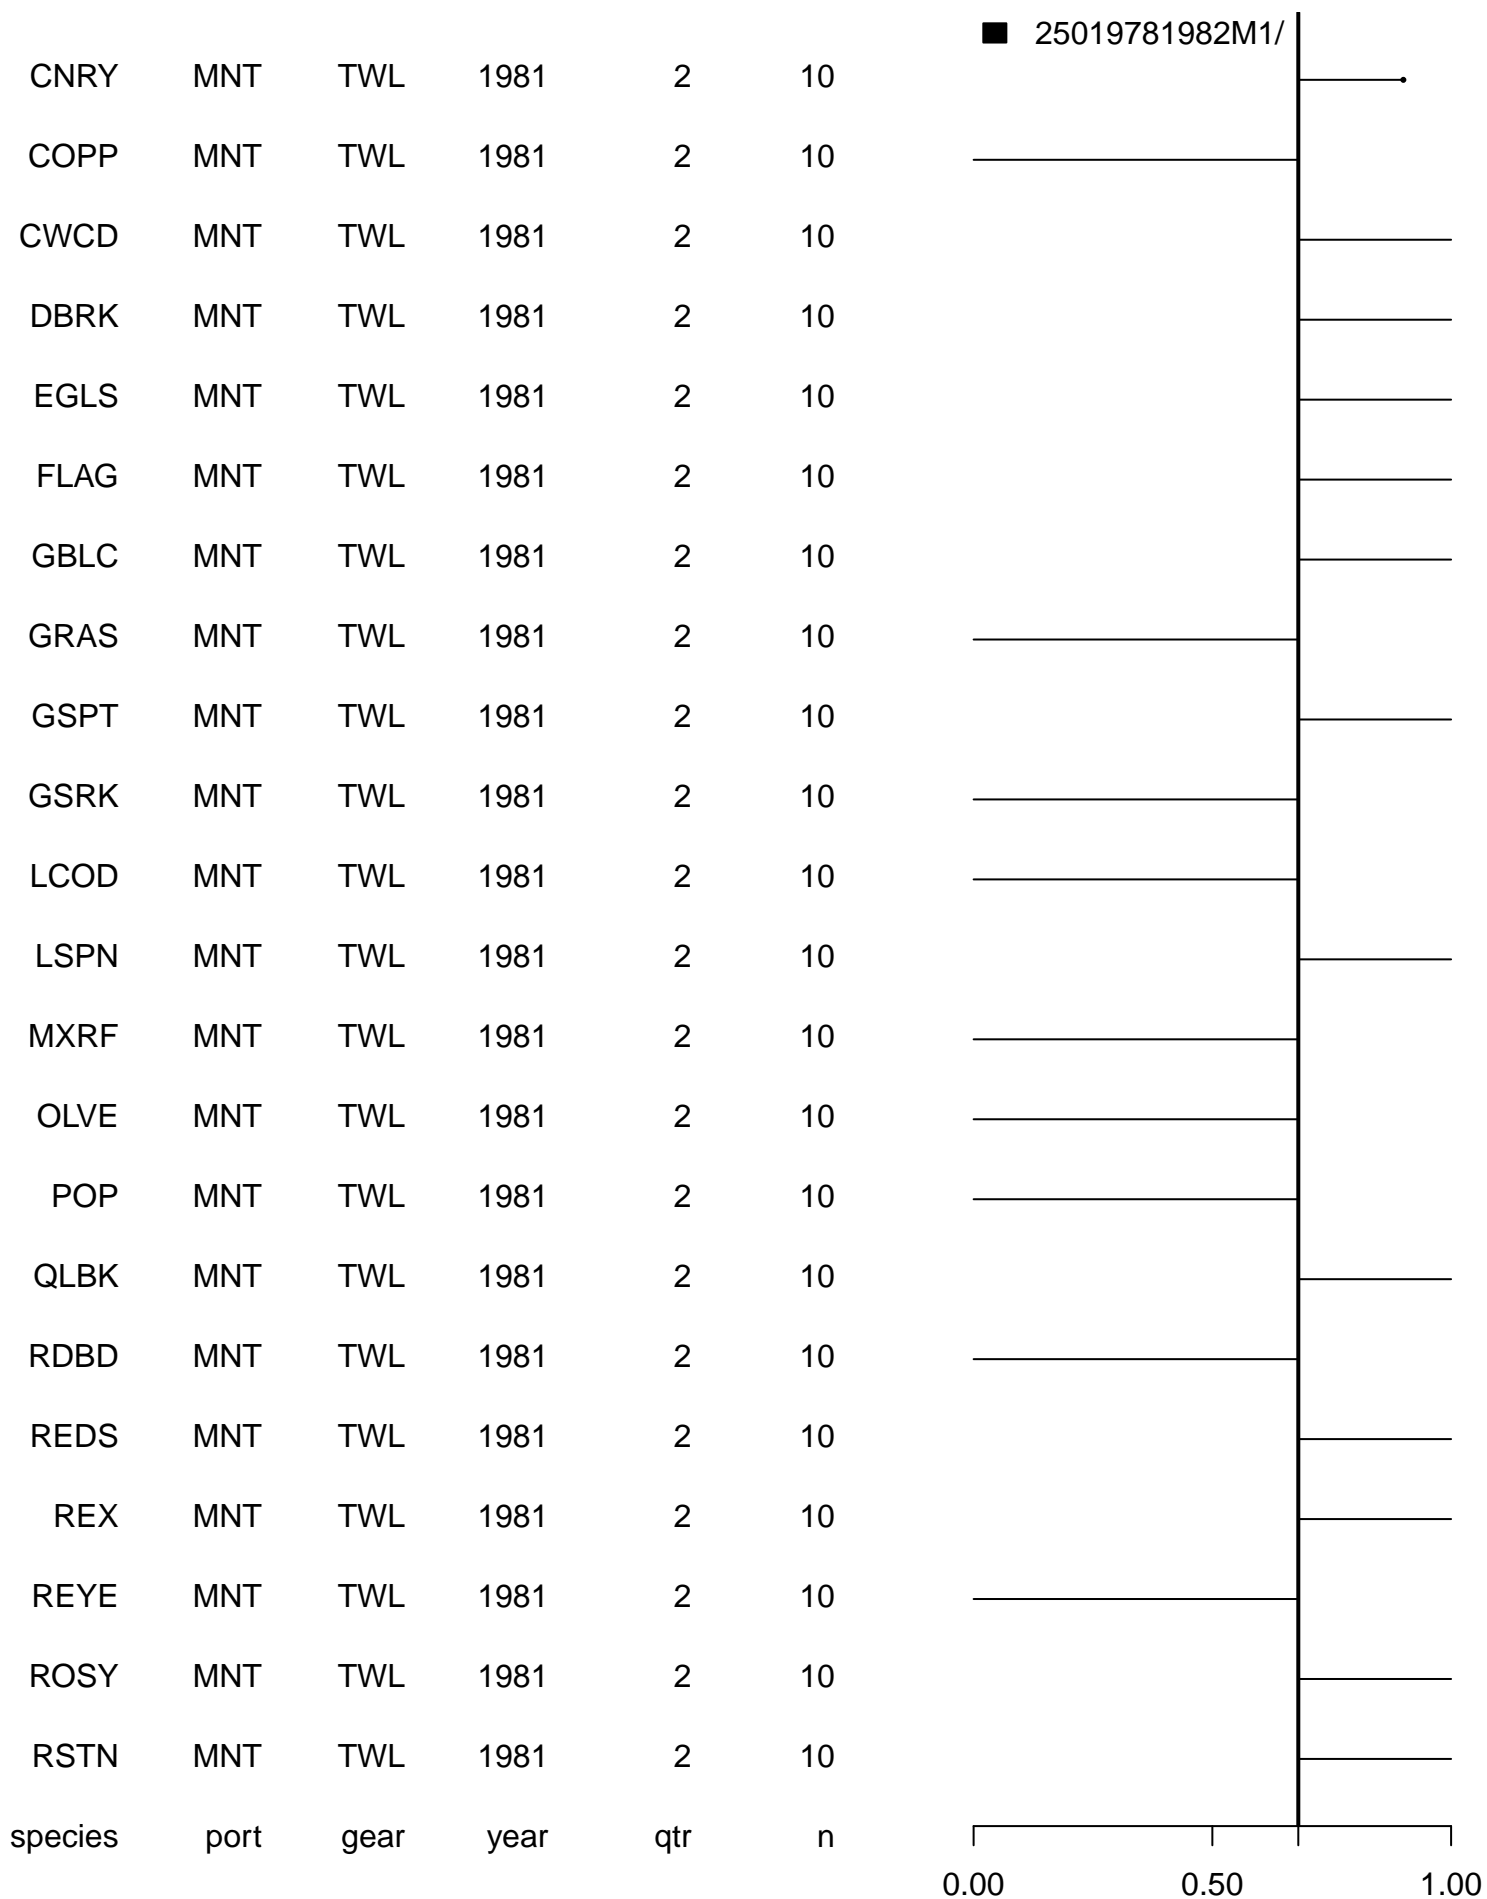 25019781982M1/
CNRY MNT TWL 1981 2 10
COPP MNT TWL 1981 2 10
CWCD MNT TWL 1981 2 10
DBRK MNT TWL 1981 2 10
EGLS MNT TWL 1981 2 10
FLAG MNT TWL 1981 2 10
GBLC MNT TWL 1981 2 10
GRAS MNT TWL 1981 2 10
GSPT MNT TWL 1981 2 10
GSRK MNT TWL 1981 2 10
LCOD MNT TWL 1981 2 10
LSPN MNT TWL 1981 2 10
MXRF MNT TWL 1981 2 10
OLVE MNT TWL 1981 2 10
POP MNT TWL 1981 2 10
QLBK MNT TWL 1981 2 10
RDBD MNT TWL 1981 2 10
REDS MNT TWL 1981 2 10
REX MNT TWL 1981 2 10
REYE MNT TWL 1981 2 10
ROSY MNT TWL 1981 2 10
RSTN MNT TWL 1981 2 10
species port gear year qtr n
0.00 0.50 1.00